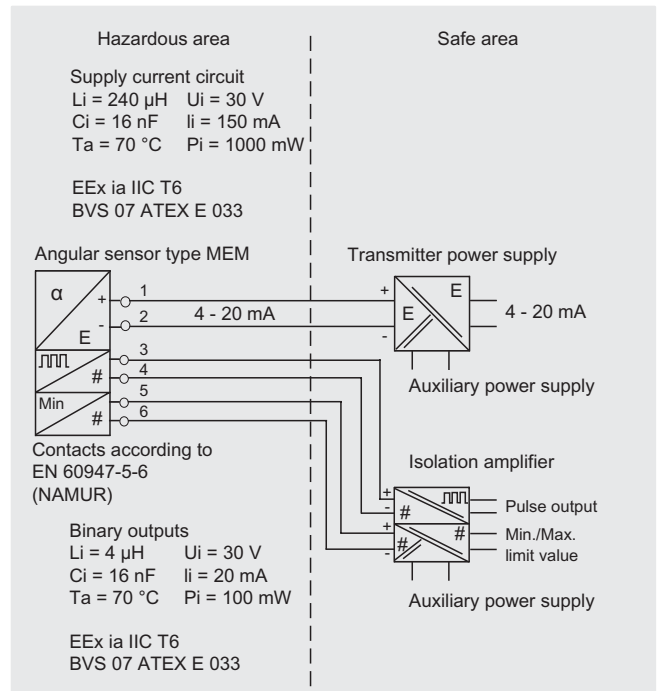 Hazardous area
Safe area
Supply current circuit
Li = 240 µH Ui = 30 V
Ci = 16 nF Ii = 150 mA
Ta = 70 °C Pi = 1000 mW
EEx ia IIC T6
BVS 07 ATEX E 033
Angular sensor type MEM
Transmitter power supply
α
+
-
E
1
2
4 - 20 mA
+
-
E
E
4 - 20 mA
#
3
4
Min
#
5
6
Auxiliary power supply
Contacts according to
EN 60947-5-6
(NAMUR)
Isolation amplifier
+
-
#
Pulse output
+
-
#
#
Min./Max.
limit value
Auxiliary power supply
Binary outputs
Li = 4 µH Ui = 30 V
Ci = 16 nF Ii = 20 mA
Ta = 70 °C Pi = 100 mW
EEx ia IIC T6
BVS 07 ATEX E 033